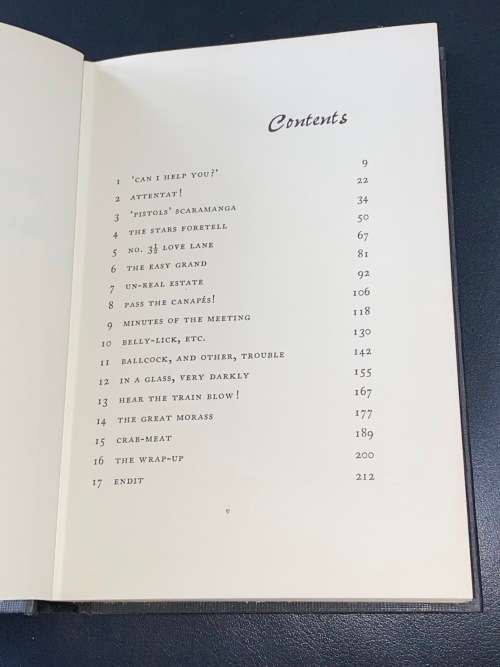 Contents
1 'CAN I HELP YOU?' 9
2 ATTENTAT! 22
3 'PISTOLS' SCARAMANGA 34
4 THE STARS FORETELL 50
5 NO. 3½ LOVE LANE 67
6 THE EASY GRAND 81
7 UN-REAL ESTATE 92
8 PASS THE CANAPÉS! 106
9 MINUTES OF THE MEETING 118
10 BELLY-LICK, ETC. 130
11 BALLCOCK, AND OTHER, TROUBLE 142
12 IN A GLASS, VERY DARKLY 155
13 HEAR THE TRAIN BLOW! 167
14 THE GREAT MORASS 177
15 CRAB-MEAT 189
16 THE WRAP-UP 200
17 ENDIT 212
v